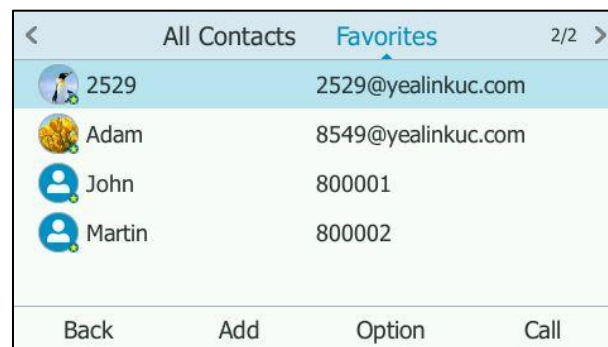 < All Contacts Favorites 2/2 >
2529 2529@yealinkuc.com
Adam 8549@yealinkuc.com
John 800001
Martin 800002
Back Add Option Call